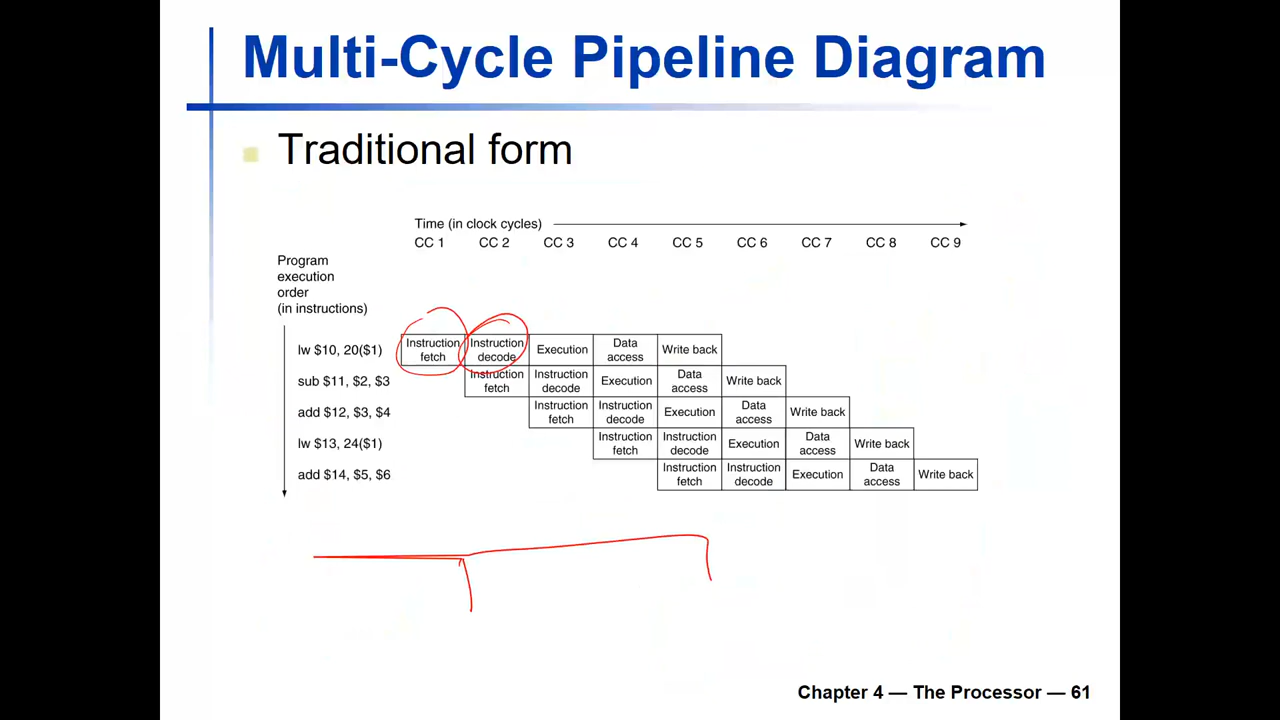 Multi-Cycle Pipeline Diagram
Traditional form
Time (in clock cycles)
CC 1 CC 2 CC 3 CC 4 CC 5 CC 6 CC 7 CC 8 CC 9
Program
execution
order
(in instructions)
lw $10, 20($1) Instruction fetch Instruction decode Execution Data access Write back
sub $11, $2, $3 Instruction fetch Instruction decode Execution Data access Write back
add $12, $3, $4 Instruction fetch Instruction decode Execution Data access Write back
lw $13, 24($1) Instruction fetch Instruction decode Execution Data access Write back
add $14, $5, $6 Instruction fetch Instruction decode Execution Data access Write back
Chapter 4 — The Processor — 61